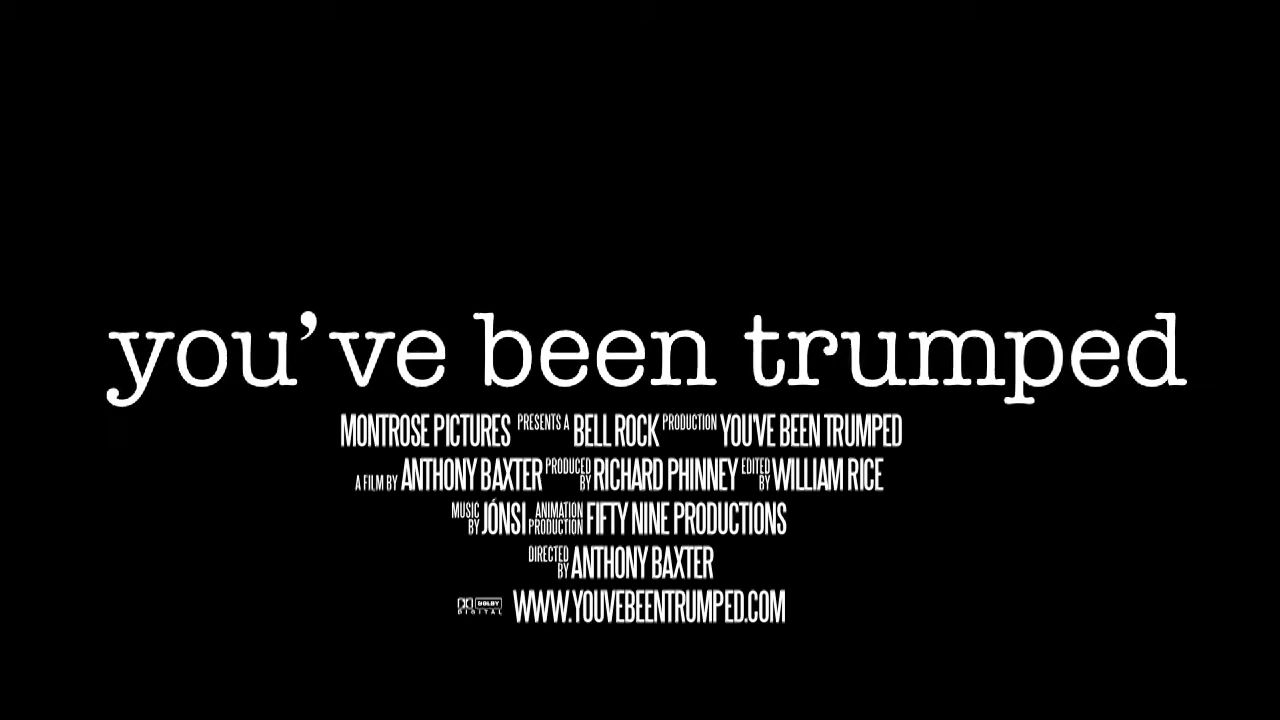 you've been trumped
MONTROSE PICTURES PRESENTS A BELL ROCK PRODUCTION YOU'VE BEEN TRUMPED
A FILM BY ANTHONY BAXTER PRODUCED BY RICHARD PHINNEY EDITED BY WILLIAM RICE
MUSIC BY JÓNSI ANIMATION PRODUCTION FIFTY NINE PRODUCTIONS
DIRECTED BY ANTHONY BAXTER
DOLBY DIGITAL WWW.YOUVEBEENTRUMPED.COM